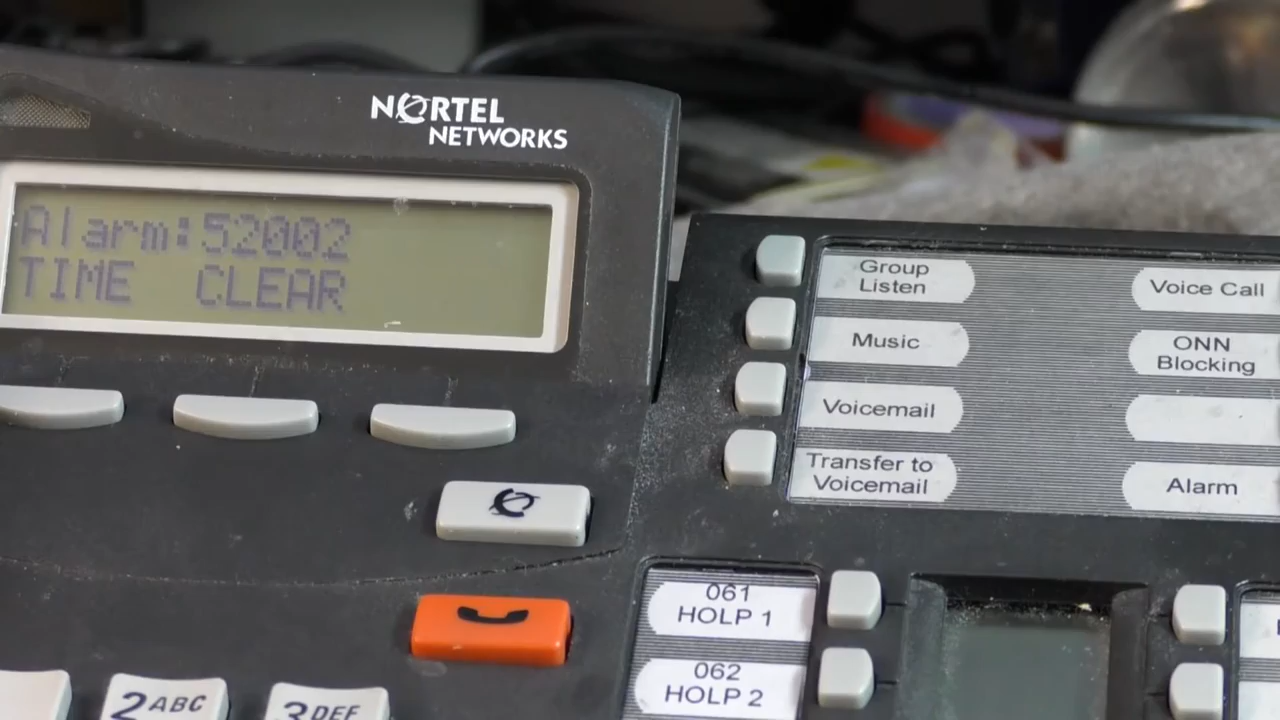 NORTEL
NETWORKS
Alarm:52002
TIME CLEAR
Group
Listen
Voice Call
Music
ONN
Blocking
Voicemail
Transfer to
Voicemail
Alarm
061
HOLP 1
062
HOLP 2
2ABC
3DEF